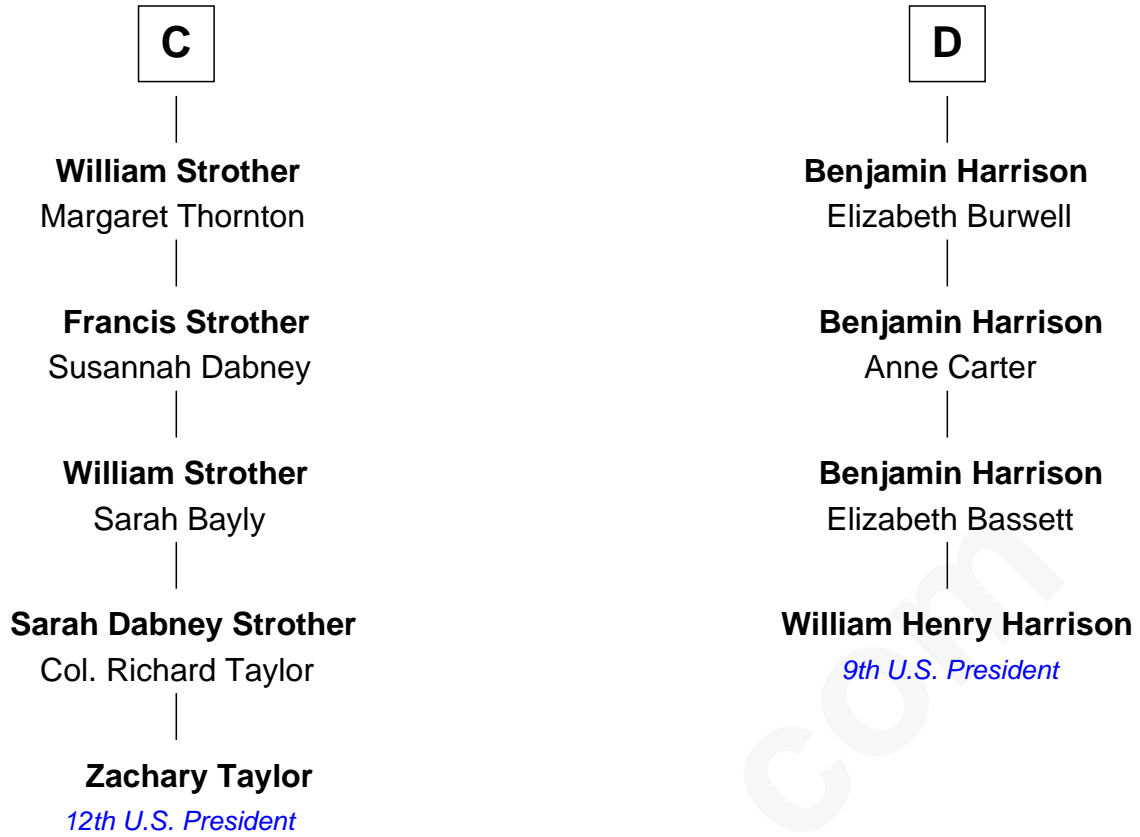 C
William Strother
Margaret Thornton
Francis Strother
Susannah Dabney
William Strother
Sarah Bayly
Sarah Dabney Strother
Col. Richard Taylor
Zachary Taylor
12th U.S. President
D
Benjamin Harrison
Elizabeth Burwell
Benjamin Harrison
Anne Carter
Benjamin Harrison
Elizabeth Bassett
William Henry Harrison
9th U.S. President
com